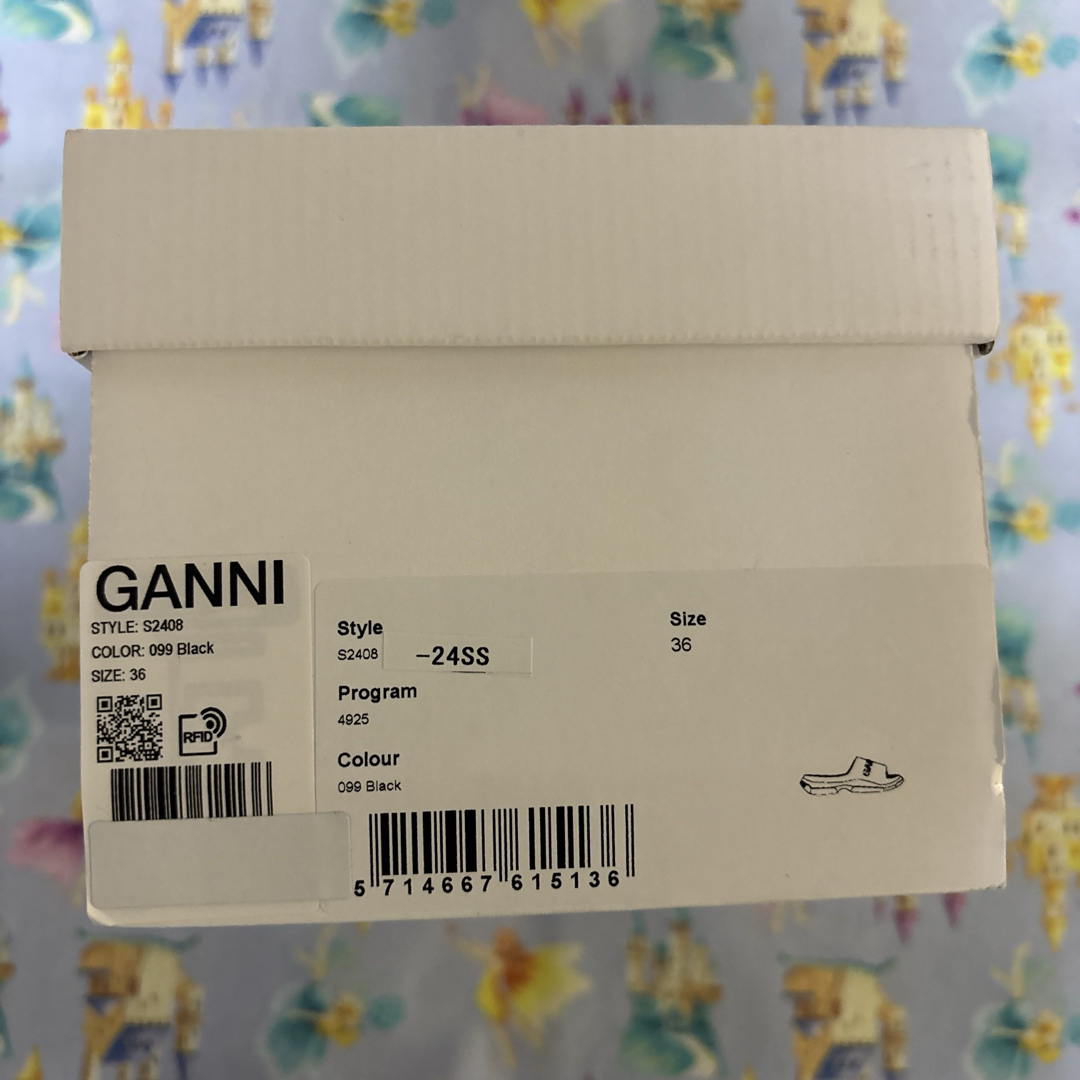 GANNI
STYLE: S2408
COLOR: 099 Black
SIZE: 36
RFID
Style
S2408 -24SS
Program
4925
Colour
099 Black
5 714667 615136
Size
36